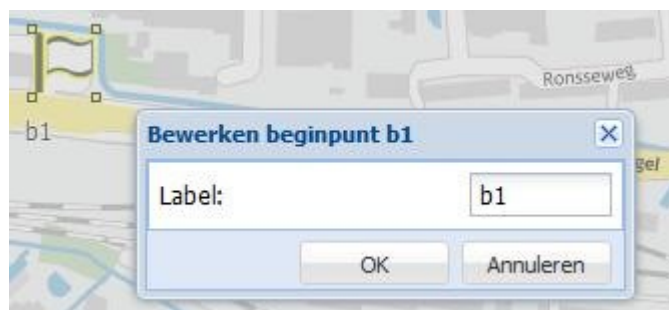 Ronsseweg
b1
Bewerken beginpunt b1
gel
Label:
b1
OK
Annuleren